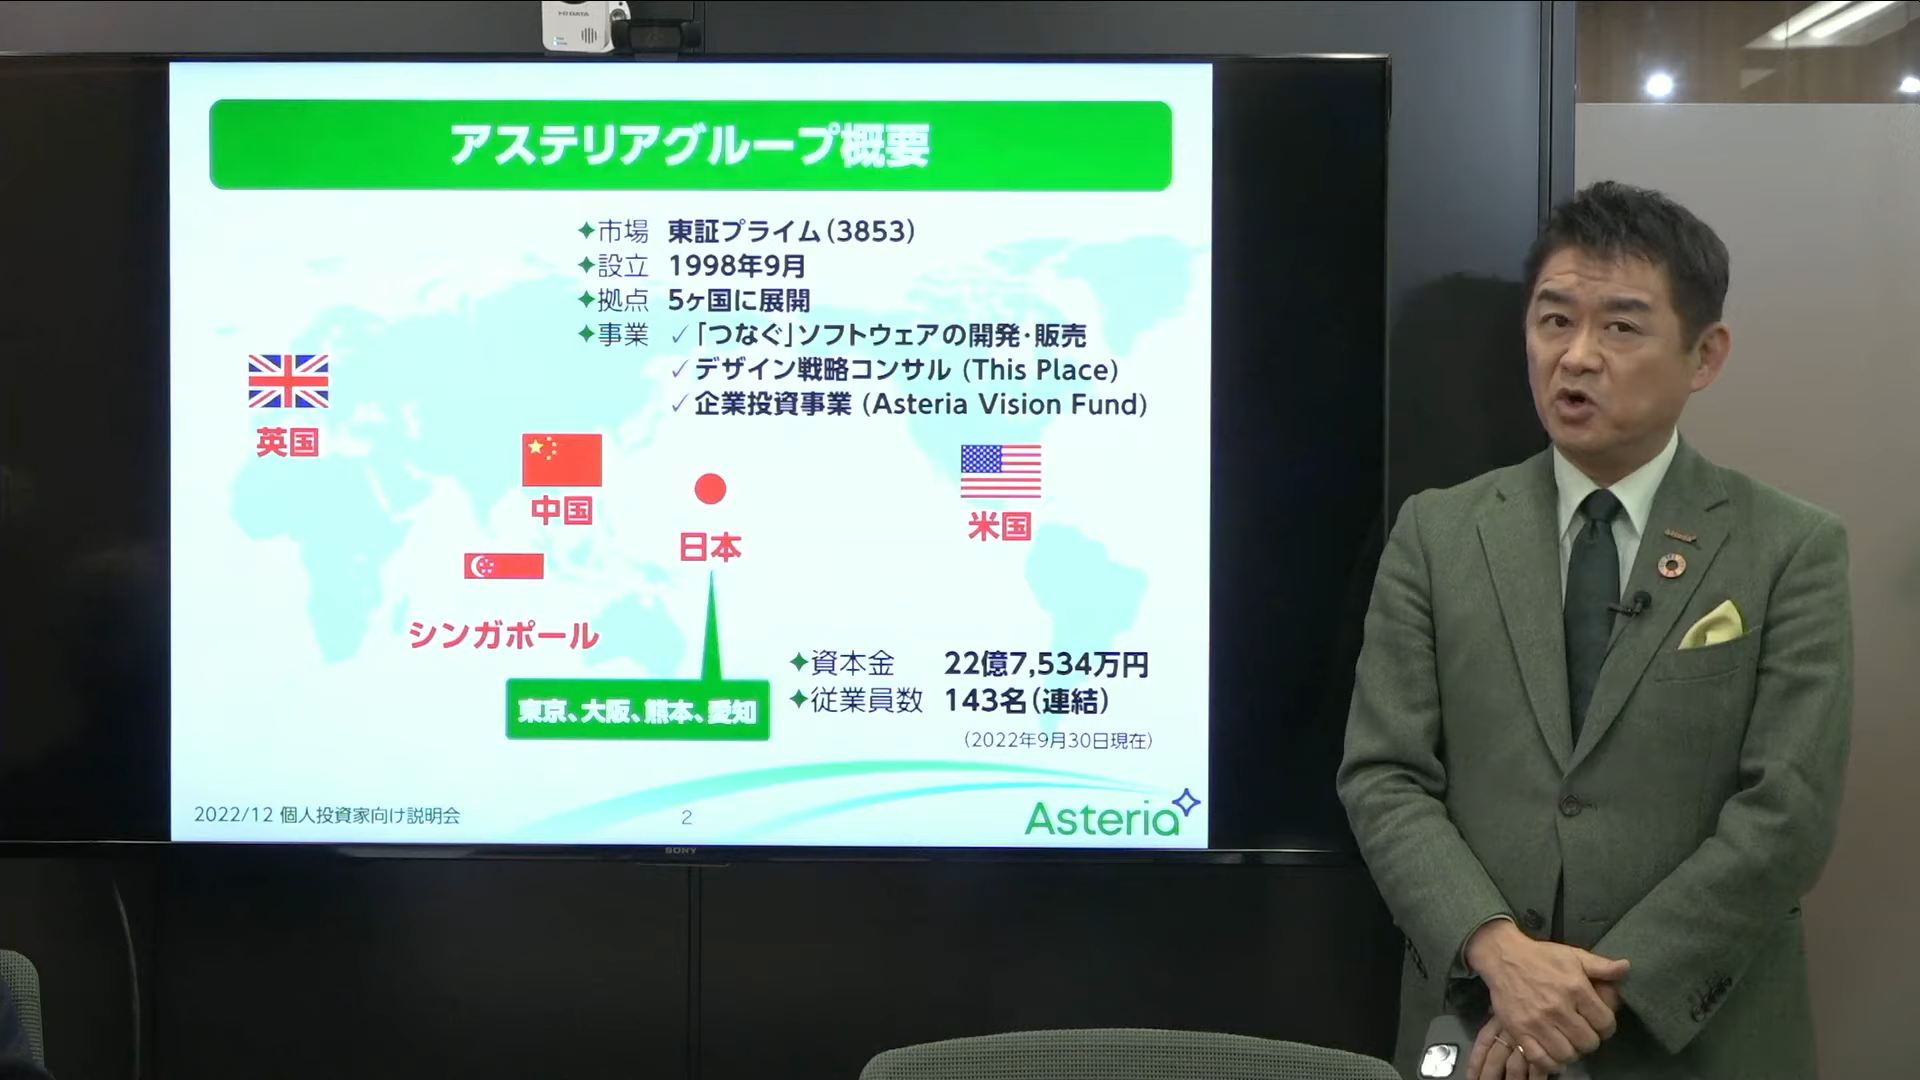 I-O DATA
アステリアグループ概要
✦市場 東証プライム(3853)
✦設立 1998年9月
✦拠点 5ヶ国に展開
✦事業 ✓「つなぐ」ソフトウェアの開発・販売
✓デザイン戦略コンサル (This Place)
✓企業投資事業 (Asteria Vision Fund)
英国
中国
日本
米国
シンガポール
東京、大阪、熊本、愛知
✦資本金 22億7,534万円
✦従業員数 143名(連結)
(2022年9月30日現在)
2022/12 個人投資家向け説明会
2
Asteria
SONY